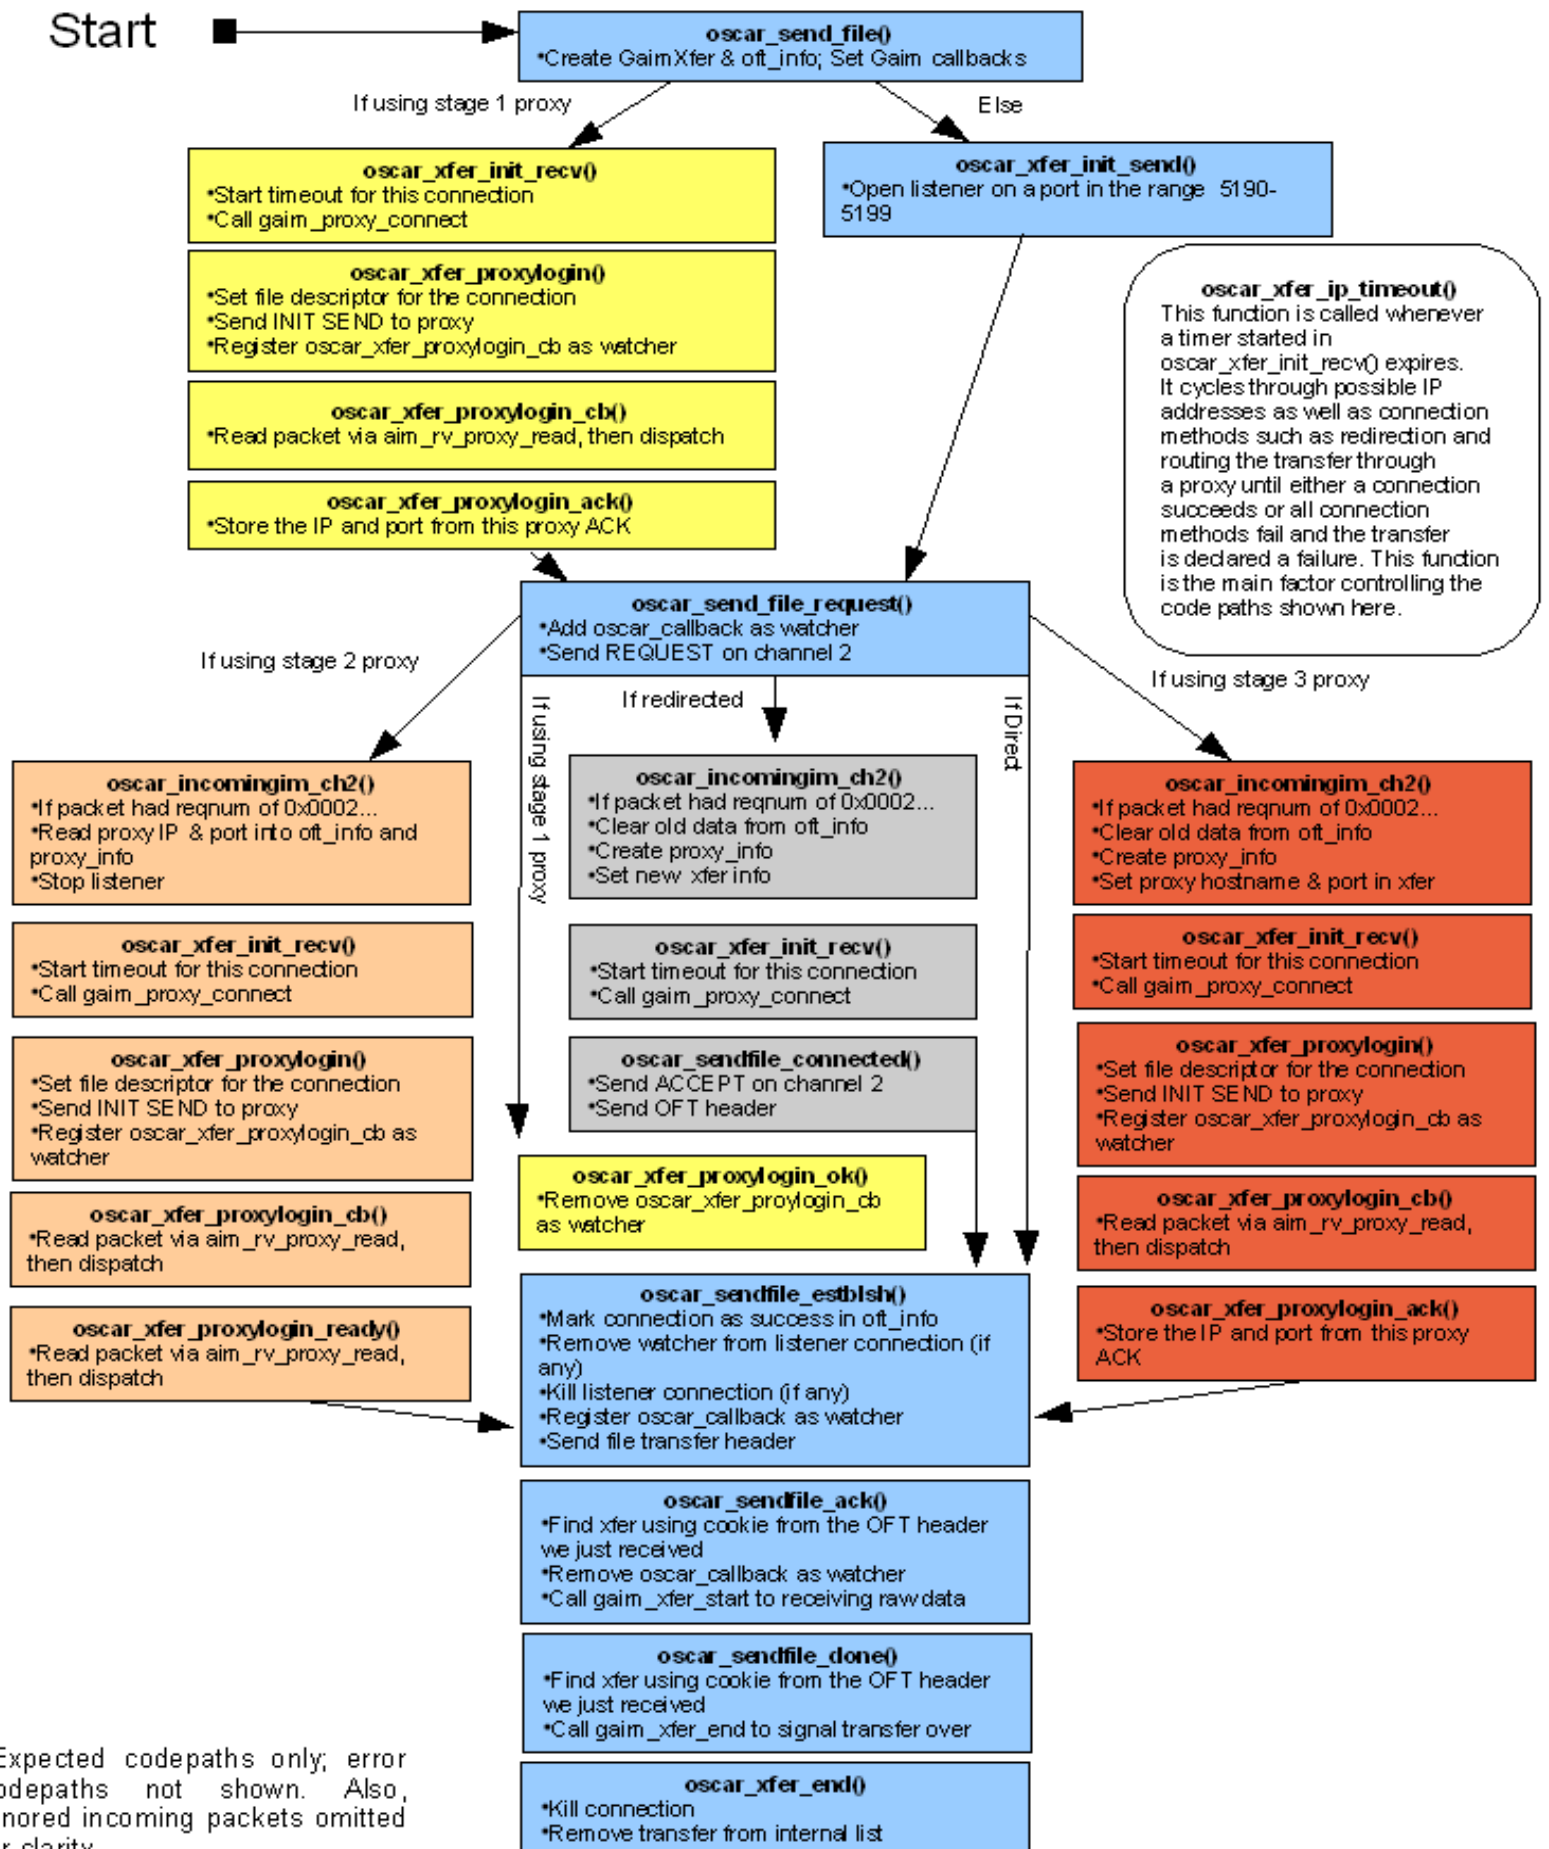 Start
oscar_send_file()
•Create GaimXfer & oft_info; Set Gaim callbacks
If using stage 1 proxy
Else
oscar_xfer_init_recv()
•Start timeout for this connection
•Call gaim_proxy_connect
oscar_xfer_init_send()
•Open listener on a port in the range 5190-
5199
oscar_xfer_proxylogin()
•Set file descriptor for the connection
•Send INIT SEND to proxy
•Register oscar_xfer_proxylogin_cb as watcher
oscar_xfer_proxylogin_cb()
•Read packet via aim_rv_proxy_read, then dispatch
oscar_xfer_proxylogin_ack()
•Store the IP and port from this proxy ACK
oscar_xfer_ip_timeout()
This function is called whenever
a timer started in
oscar_xfer_init_recv() expires.
It cycles through possible IP
addresses as well as connection
methods such as redirection and
routing the transfer through
a proxy until either a connection
succeeds or all connection
methods fail and the transfer
is declared a failure. This function
is the main factor controlling the
code paths shown here.
oscar_send_file_request()
•Add oscar_callback as watcher
•Send REQUEST on channel 2
If using stage 2 proxy
If using stage 1 proxy
If redirected
If Direct
If using stage 3 proxy
oscar_incomingim_ch2()
•If packet had reqnum of 0x0002...
•Read proxy IP & port into oft_info and
proxy_info
•Stop listener
oscar_xfer_init_recv()
•Start timeout for this connection
•Call gaim_proxy_connect
oscar_xfer_proxylogin()
•Set file descriptor for the connection
•Send INIT SEND to proxy
•Register oscar_xfer_proxylogin_cb as
watcher
oscar_xfer_proxylogin_cb()
•Read packet via aim_rv_proxy_read,
then dispatch
oscar_xfer_proxylogin_ready()
•Read packet via aim_rv_proxy_read,
then dispatch
oscar_incomingim_ch2()
•If packet had reqnum of 0x0002...
•Clear old data from oft_info
•Create proxy_info
•Set new xfer info
oscar_xfer_init_recv()
•Start timeout for this connection
•Call gaim_proxy_connect
oscar_sendfile_connected()
•Send ACCEPT on channel 2
•Send OFT header
oscar_xfer_proxylogin_ok()
•Remove oscar_xfer_proylogin_cb
as watcher
oscar_incomingim_ch2()
•If packet had reqnum of 0x0002...
•Clear old data from oft_info
•Create proxy_info
•Set proxy hostname & port in xfer
oscar_xfer_init_recv()
•Start timeout for this connection
•Call gaim_proxy_connect
oscar_xfer_proxylogin()
•Set file descriptor for the connection
•Send INIT SEND to proxy
•Register oscar_xfer_proxylogin_cb as
watcher
oscar_xfer_proxylogin_cb()
•Read packet via aim_rv_proxy_read,
then dispatch
oscar_xfer_proxylogin_ack()
•Store the IP and port from this proxy
ACK
oscar_sendfile_estblsh()
•Mark connection as success in oft_info
•Remove watcher from listener connection (if
any)
•Kill listener connection (if any)
•Register oscar_callback as watcher
•Send file transfer header
oscar_sendfile_ack()
•Find xfer using cookie from the OFT header
we just received
•Remove oscar_callback as watcher
•Call gaim_xfer_start to receiving raw data
oscar_sendfile_done()
•Find xfer using cookie from the OFT header
we just received
•Call gaim_xfer_end to signal transfer over
oscar_xfer_end()
•Kill connection
•Remove transfer from internal list
Expected codepaths only; error
odepaths not shown. Also,
nored incoming packets omitted
r clarity